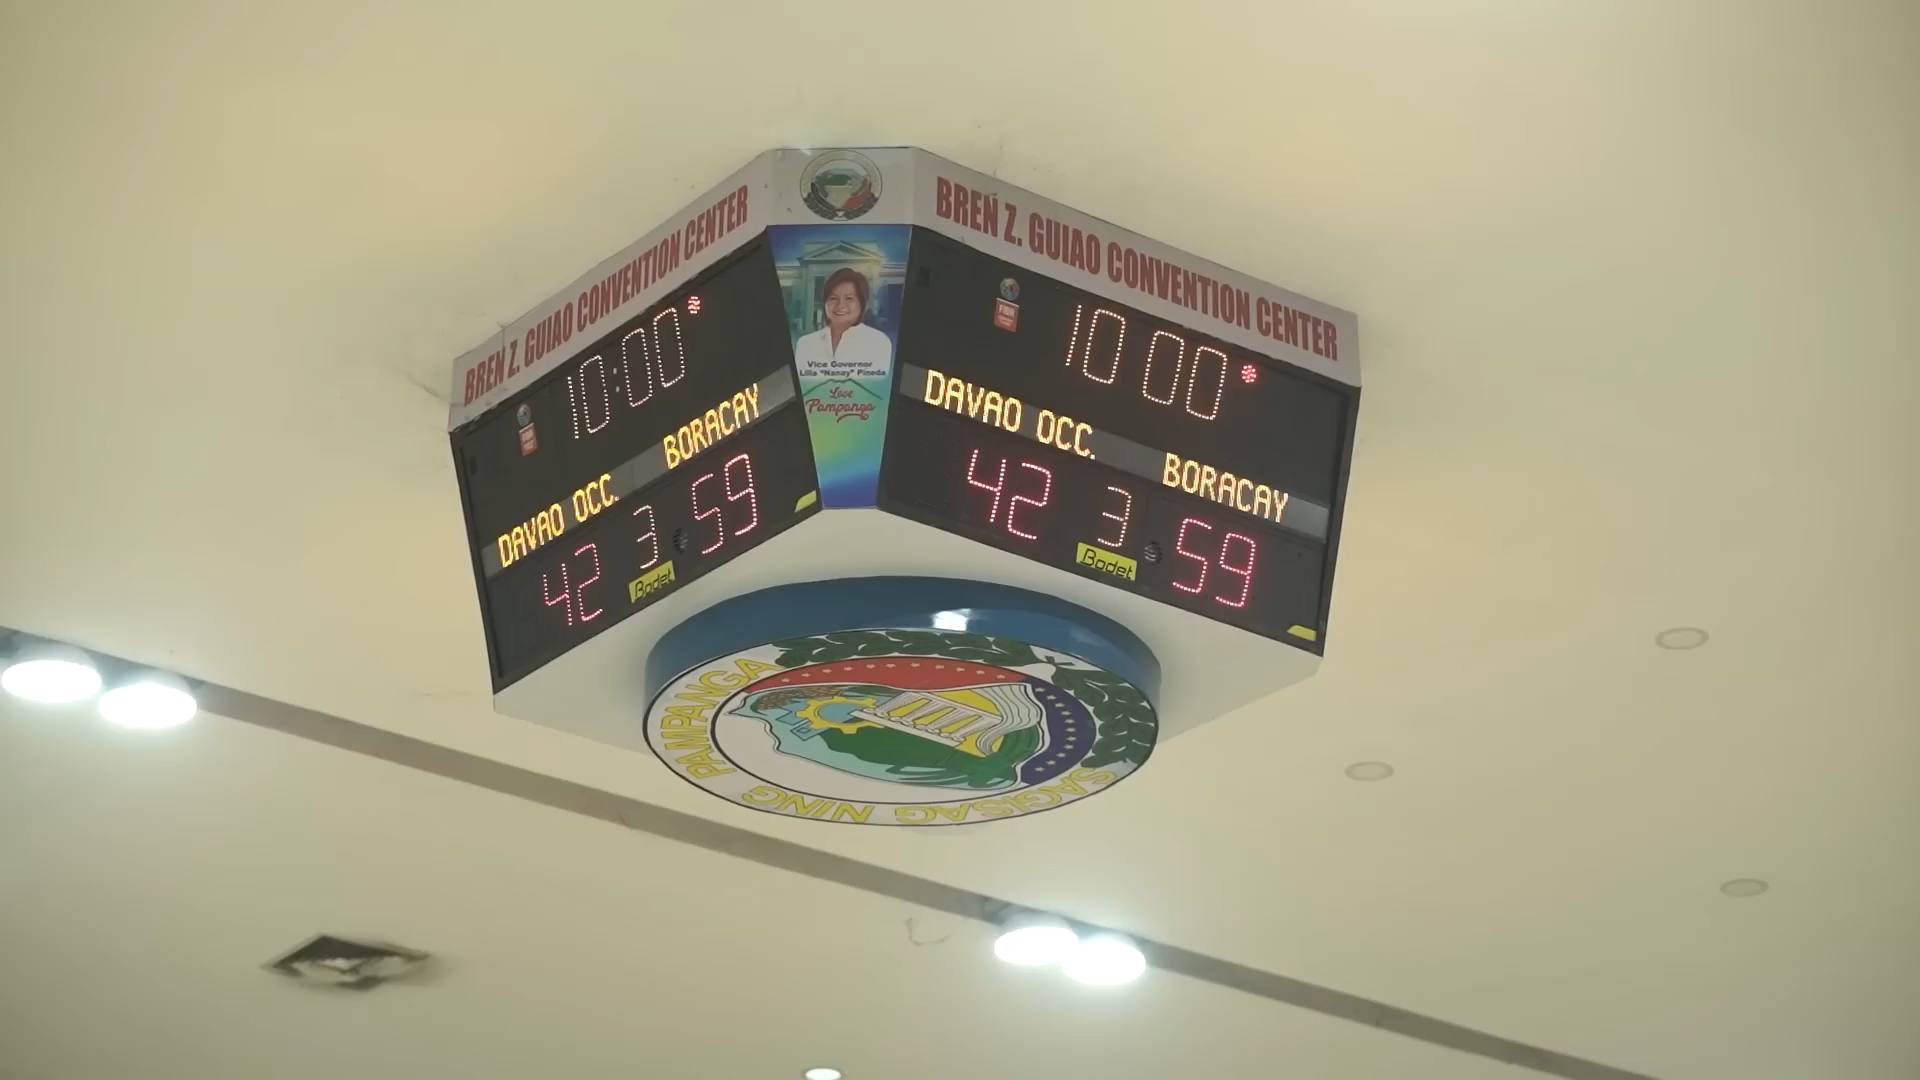 BREN Z. GUIAO CONVENTION CENTER
10:00
DAVAO OCC. BORACAY
42 3 59
Bodet
Vice Governor
Lilia "Nanay" Pineda
Love
Pampanga
BREN Z. GUIAO CONVENTION CENTER
10 00
DAVAO OCC. BORACAY
42 3 59
Bodet
SAGISAG NING PAMPANGA